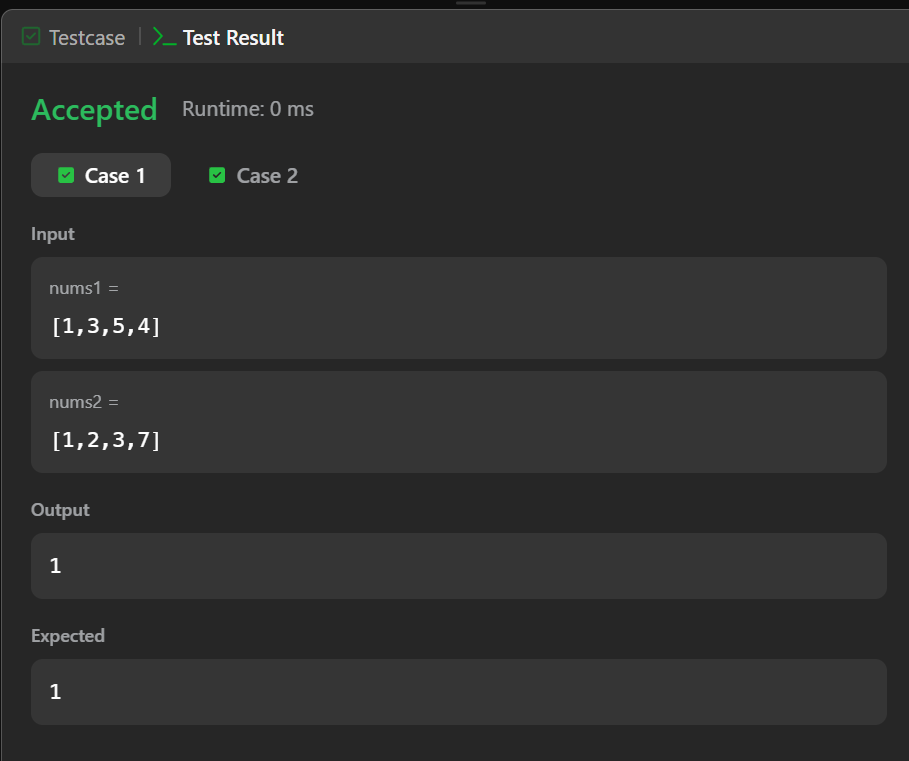 Testcase | >_ Test Result
Accepted Runtime: 0 ms
Case 1 Case 2
Input
nums1 =
[1,3,5,4]
nums2 =
[1,2,3,7]
Output
1
Expected
1